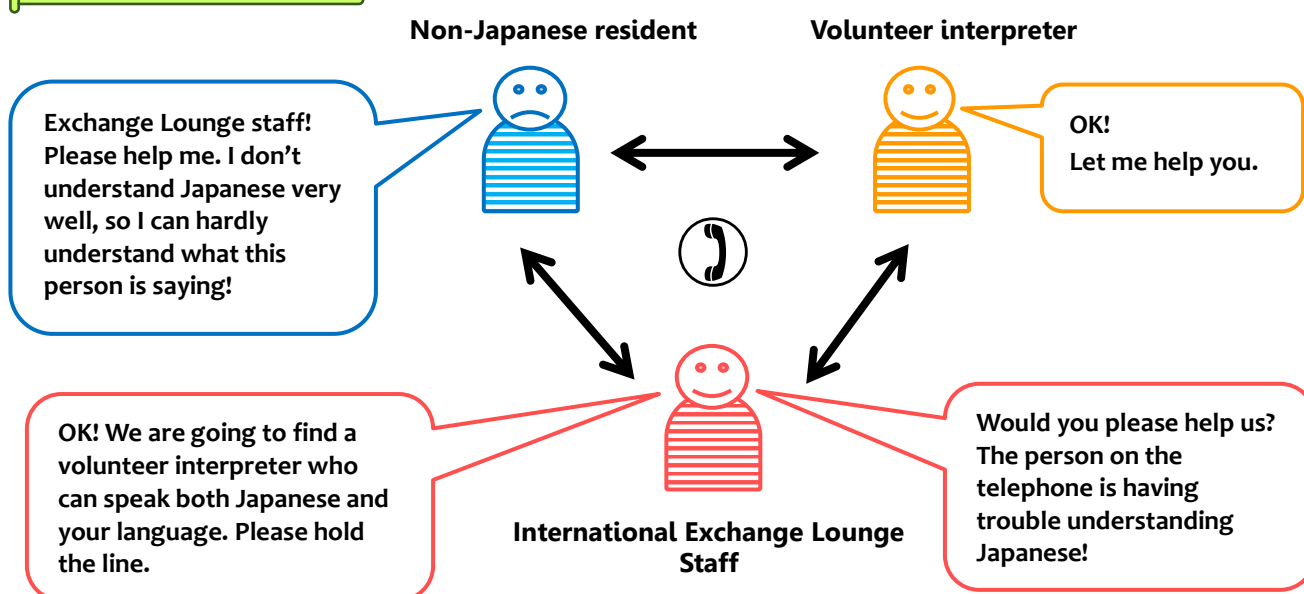 Non-Japanese resident
Volunteer interpreter
Exchange Lounge staff!
Please help me. I don't
understand Japanese very
well, so I can hardly
understand what this
person is saying!
OK!
Let me help you.
OK! We are going to find a
volunteer interpreter who
can speak both Japanese and
your language. Please hold
the line.
Would you please help us?
The person on the
telephone is having
trouble understanding
Japanese!
International Exchange Lounge
Staff